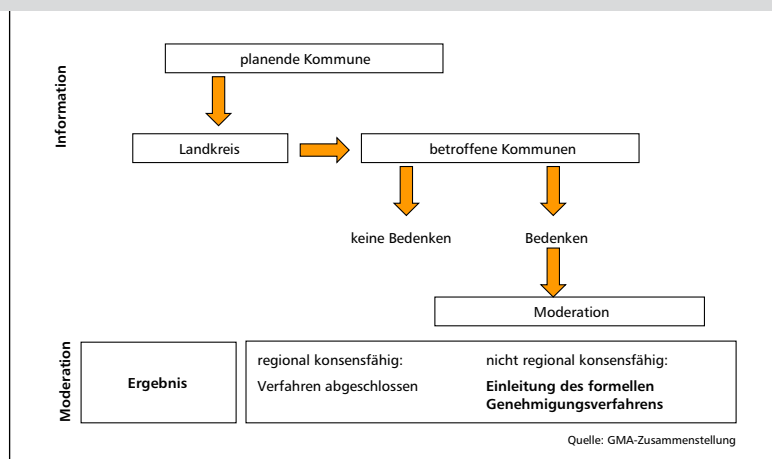 Information
planende Kommune
Landkreis
betroffene Kommunen
keine Bedenken
Bedenken
Moderation
Moderation
Ergebnis
regional konsensfähig:
Verfahren abgeschlossen
nicht regional konsensfähig:
Einleitung des formellen
Genehmigungsverfahrens
Quelle: GMA-Zusammenstellung